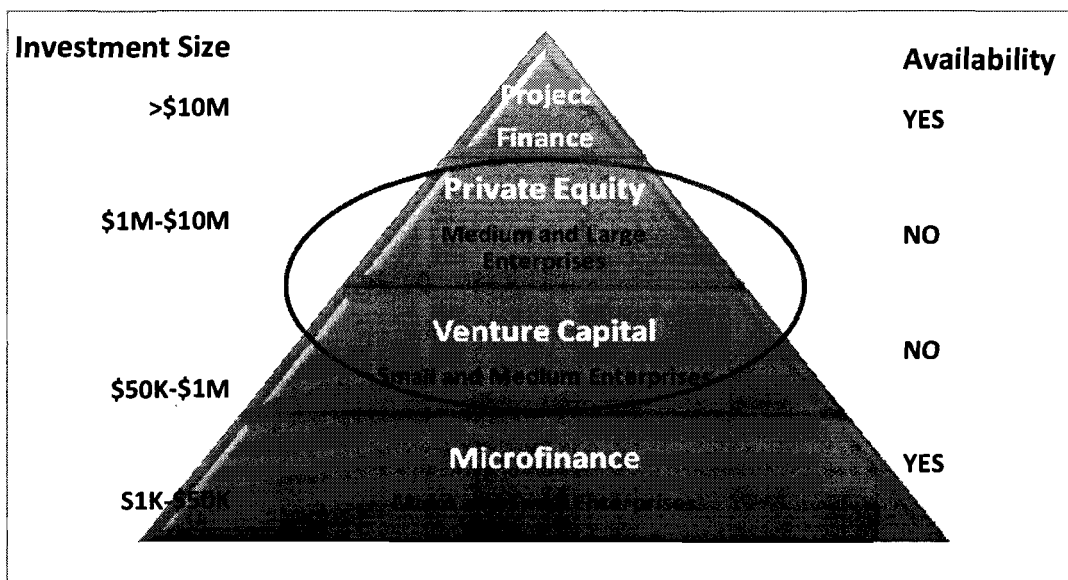 Investment Size
Availability
>$10M
Project
Finance
YES
Private Equity
$1M-$10M
Medium and Large
Enterprises
NO
Venture Capital
NO
$50K-$1M
Small and Medium Enterprises
Microfinance
YES
$1K-$50K
Enterprises